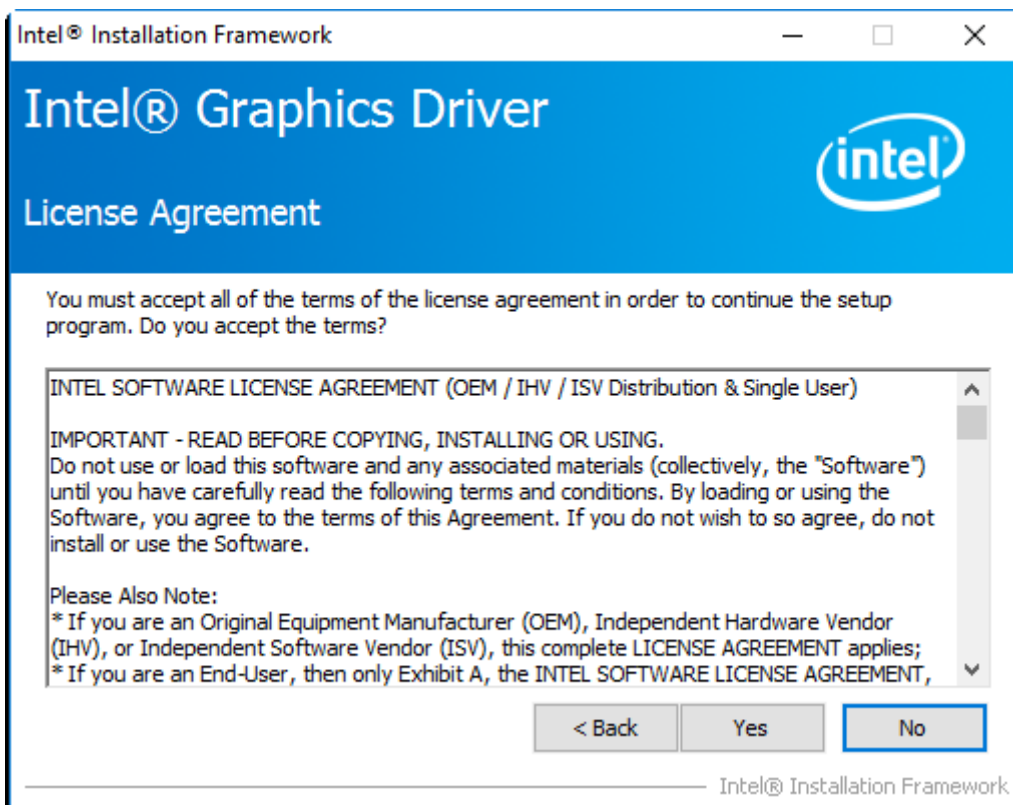 Intel® Installation Framework
Intel® Graphics Driver
intel
License Agreement
You must accept all of the terms of the license agreement in order to continue the setup
program. Do you accept the terms?
INTEL SOFTWARE LICENSE AGREEMENT (OEM / IHV / ISV Distribution & Single User)
IMPORTANT - READ BEFORE COPYING, INSTALLING OR USING.
Do not use or load this software and any associated materials (collectively, the "Software")
until you have carefully read the following terms and conditions. By loading or using the
Software, you agree to the terms of this Agreement. If you do not wish to so agree, do not
install or use the Software.
Please Also Note:
* If you are an Original Equipment Manufacturer (OEM), Independent Hardware Vendor
(IHV), or Independent Software Vendor (ISV), this complete LICENSE AGREEMENT applies;
* If you are an End-User, then only Exhibit A, the INTEL SOFTWARE LICENSE AGREEMENT,
< Back Yes No
Intel® Installation Framework